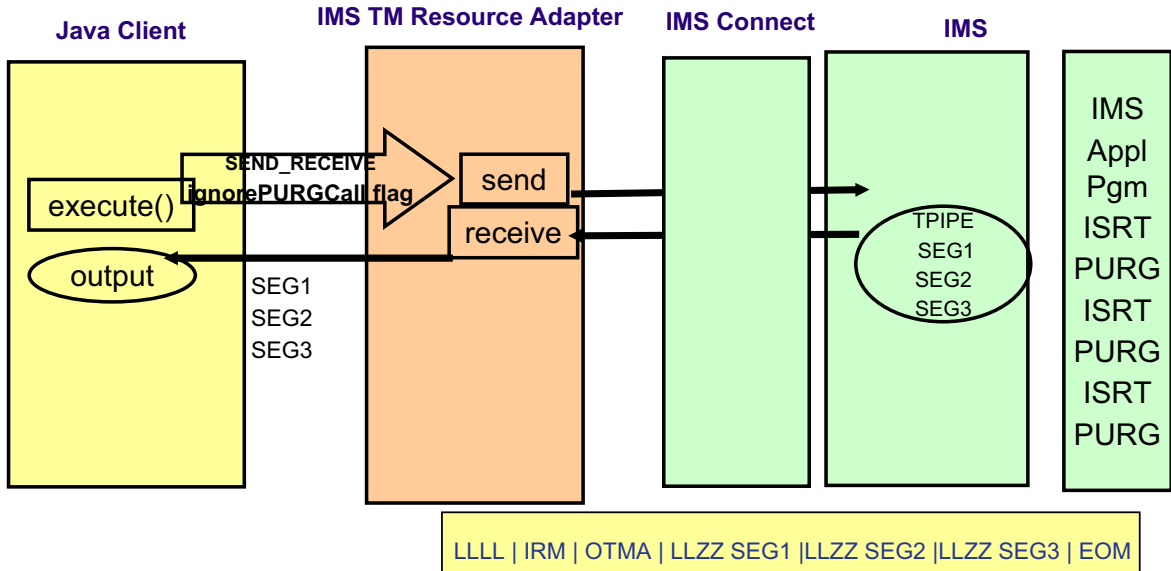 Java Client
IMS TM Resource Adapter
IMS Connect
IMS
SEND_RECEIVE
ignorePURGCall flag
execute()
output
send
receive
SEG1
SEG2
SEG3
TPIPE
SEG1
SEG2
SEG3
IMS
Appl
Pgm
ISRT
PURG
ISRT
PURG
ISRT
PURG
LLLL | IRM | OTMA | LLZZ SEG1 |LLZZ SEG2 |LLZZ SEG3 | EOM